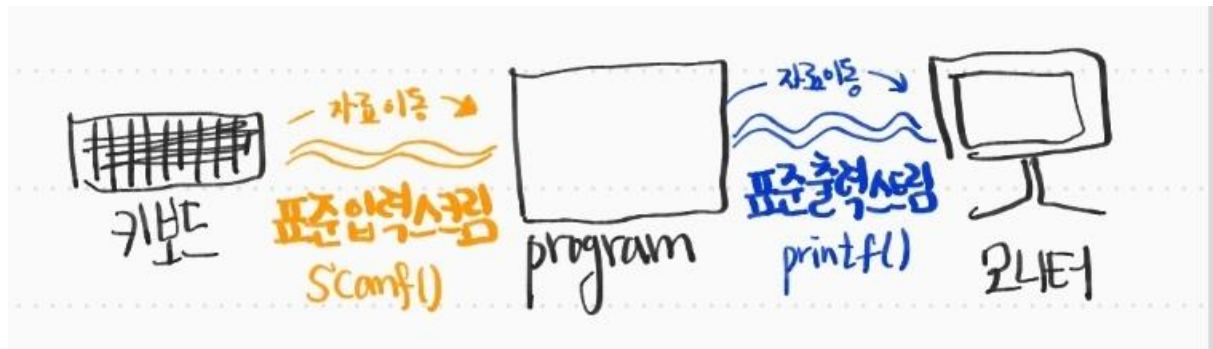 자료이동
자료이동
표준입력스크림
표준출력스트림
키보드
scanf()
program
printf()
모니터